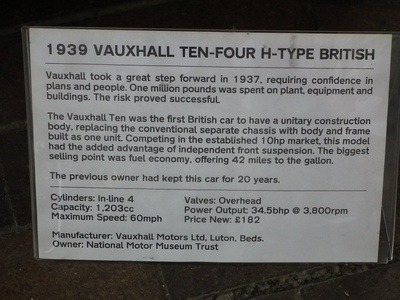 1939 VAUXHALL TEN-FOUR H-TYPE BRITISH
Vauxhall took a great step forward in 1937, requiring confidence in
plans and people. One million pounds was spent on plant, equipment and
buildings. The risk proved successful.
The Vauxhall Ten was the first British car to have a unitary construction
body, replacing the conventional separate chassis with body and frame
built as one unit. Competing in the established 10hp market, this model
had the added advantage of independent front suspension. The biggest
selling point was fuel economy, offering 42 miles to the gallon.
The previous owner had kept this car for 20 years.
Cylinders: In-line 4
Capacity: 1,203cc
Maximum Speed: 60mph
Valves: Overhead
Power Output: 34.5bhp @ 3,800rpm
Price New: £182
Manufacturer: Vauxhall Motors Ltd, Luton, Beds.
Owner: National Motor Museum Trust